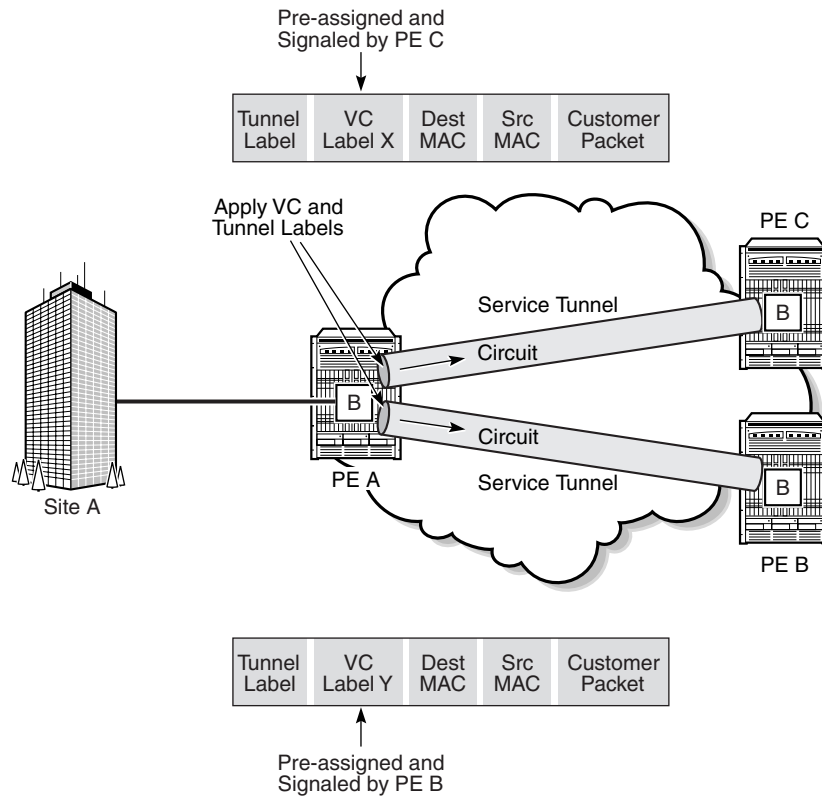 Pre-assigned and
Signaled by PE C
Tunnel
Label
VC
Label X
Dest
MAC
Src
MAC
Customer
Packet
Apply VC and
Tunnel Labels
PE C
Service Tunnel
B
Circuit
B
Circuit
B
Service Tunnel
PE A
Site A
PE B
Tunnel
Label
VC
Label Y
Dest
MAC
Src
MAC
Customer
Packet
Pre-assigned and
Signaled by PE B